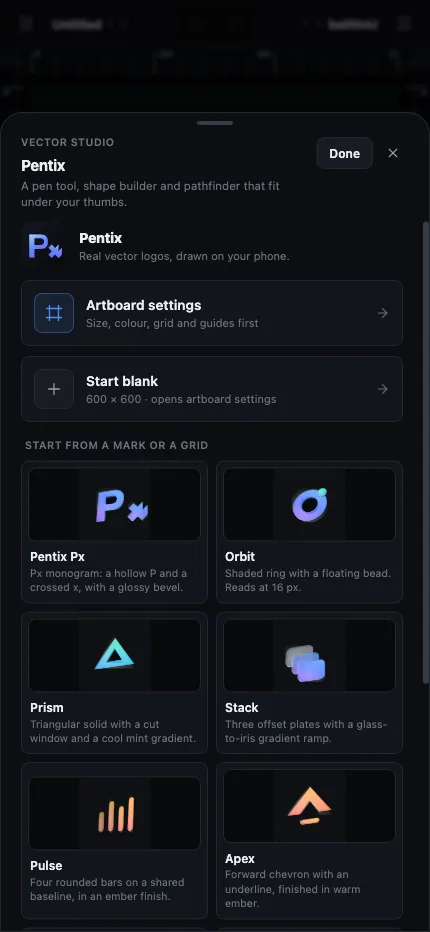 VECTOR STUDIO
Pentix
Done
A pen tool, shape builder and pathfinder that fit
under your thumbs.
Px
Pentix
Real vector logos, drawn on your phone.
Artboard settings
Size, colour, grid and guides first
Start blank
600 × 600 · opens artboard settings
START FROM A MARK OR A GRID
Px
Pentix Px
Px monogram: a hollow P and a
crossed x, with a glossy bevel.
Orbit
Shaded ring with a floating bead.
Reads at 16 px.
Prism
Triangular solid with a cut
window and a cool mint gradient.
Stack
Three offset plates with a glass-
to-iris gradient ramp.
Pulse
Four rounded bars on a shared
baseline, in an ember finish.
Apex
Forward chevron with an
underline, finished in warm
ember.